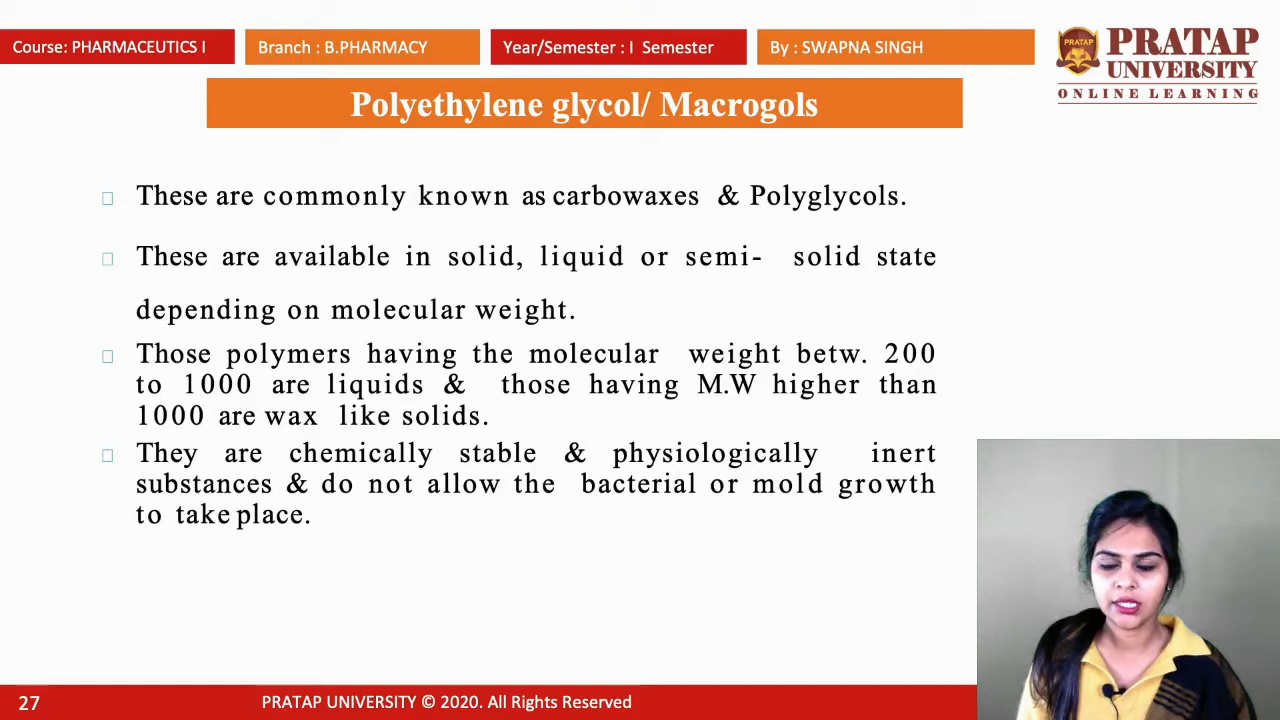 Course: PHARMACEUTICS I
Branch : B.PHARMACY
Year/Semester : I Semester
By : SWAPNA SINGH
PRATAP
PRATAP
UNIVERSITY
ONLINE LEARNING
Polyethylene glycol/ Macrogols
These are commonly known as carbowaxes & Polyglycols.
These are available in solid, liquid or semi- solid state
depending on molecular weight.
Those polymers having the molecular weight betw. 200
to 1000 are liquids & those having M.W higher than
1000 are wax like solids.
They are chemically stable & physiologically inert
substances & do not allow the bacterial or mold growth
to take place.
27
PRATAP UNIVERSITY © 2020. All Rights Reserved